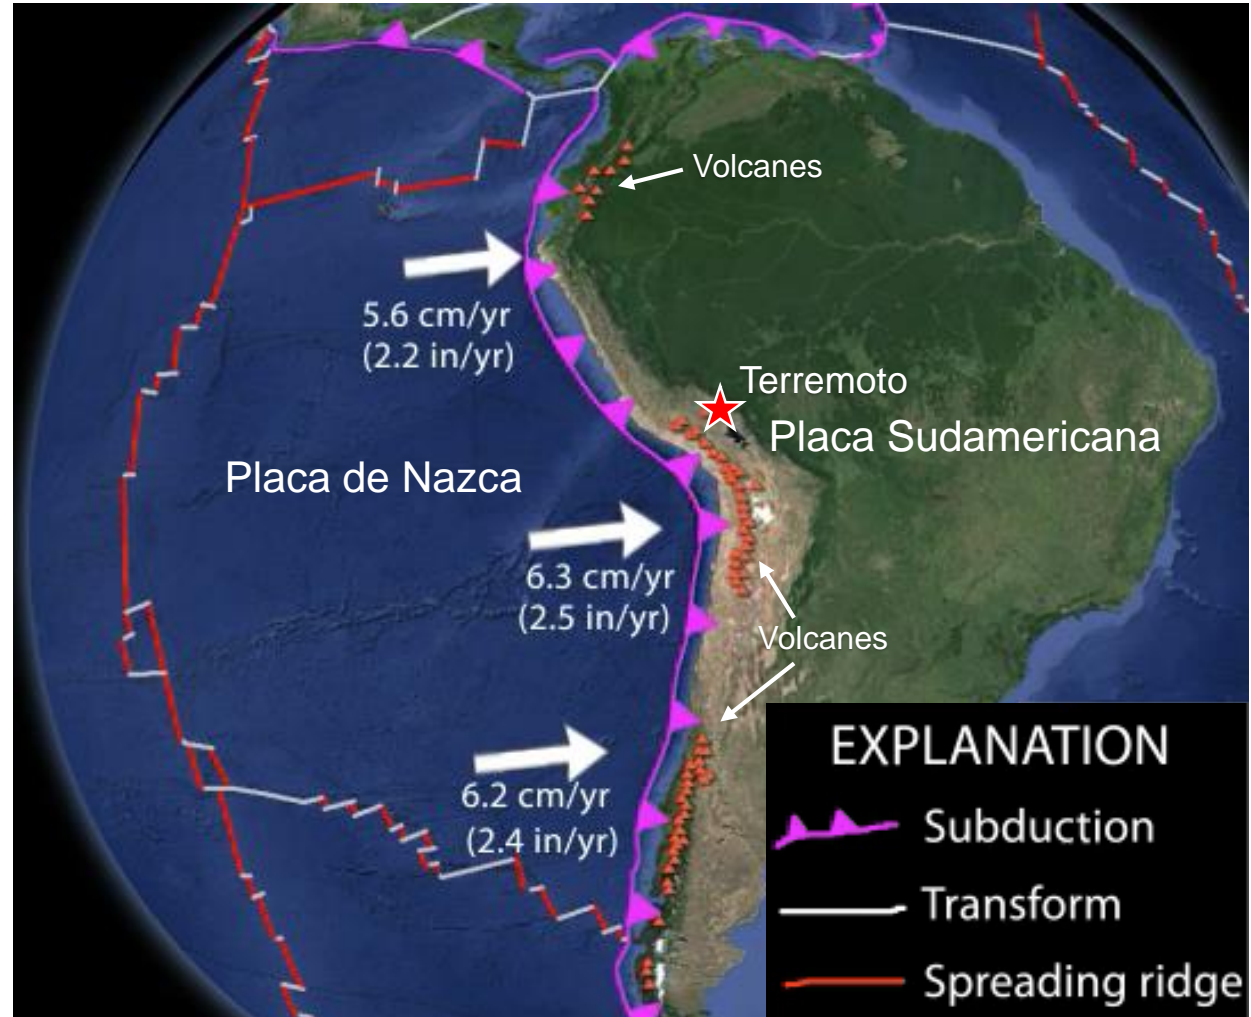 Volcanes
5.6 cm/yr
(2.2 in/yr)
Terremoto
Placa Sudamericana
Placa de Nazca
6.3 cm/yr
(2.5 in/yr)
Volcanes
6.2 cm/yr
(2.4 in/yr)
EXPLANATION
Subduction
Transform
Spreading ridge